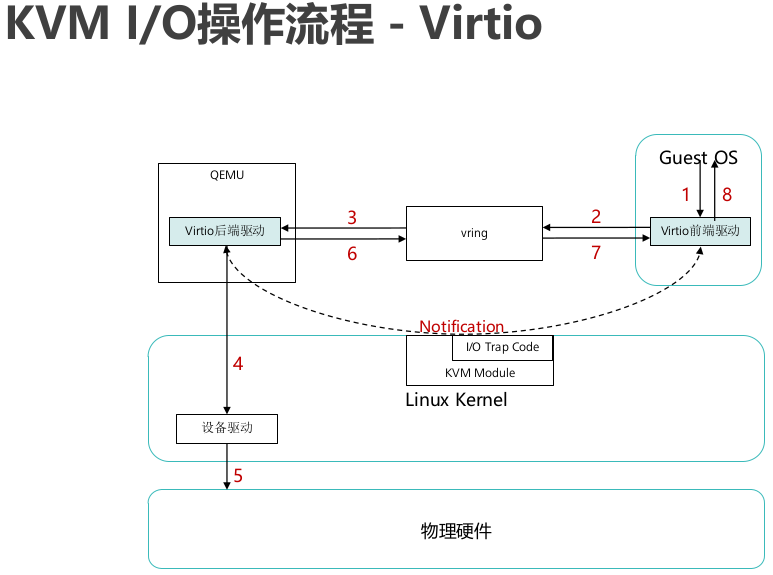 KVM I/O操作流程 - Virtio
Guest OS
QEMU
1
8
3
2
Virtio后端驱动
vring
Virtio前端驱动
6
7
Notification
I/O Trap Code
4
KVM Module
Linux Kernel
设备驱动
5
物理硬件